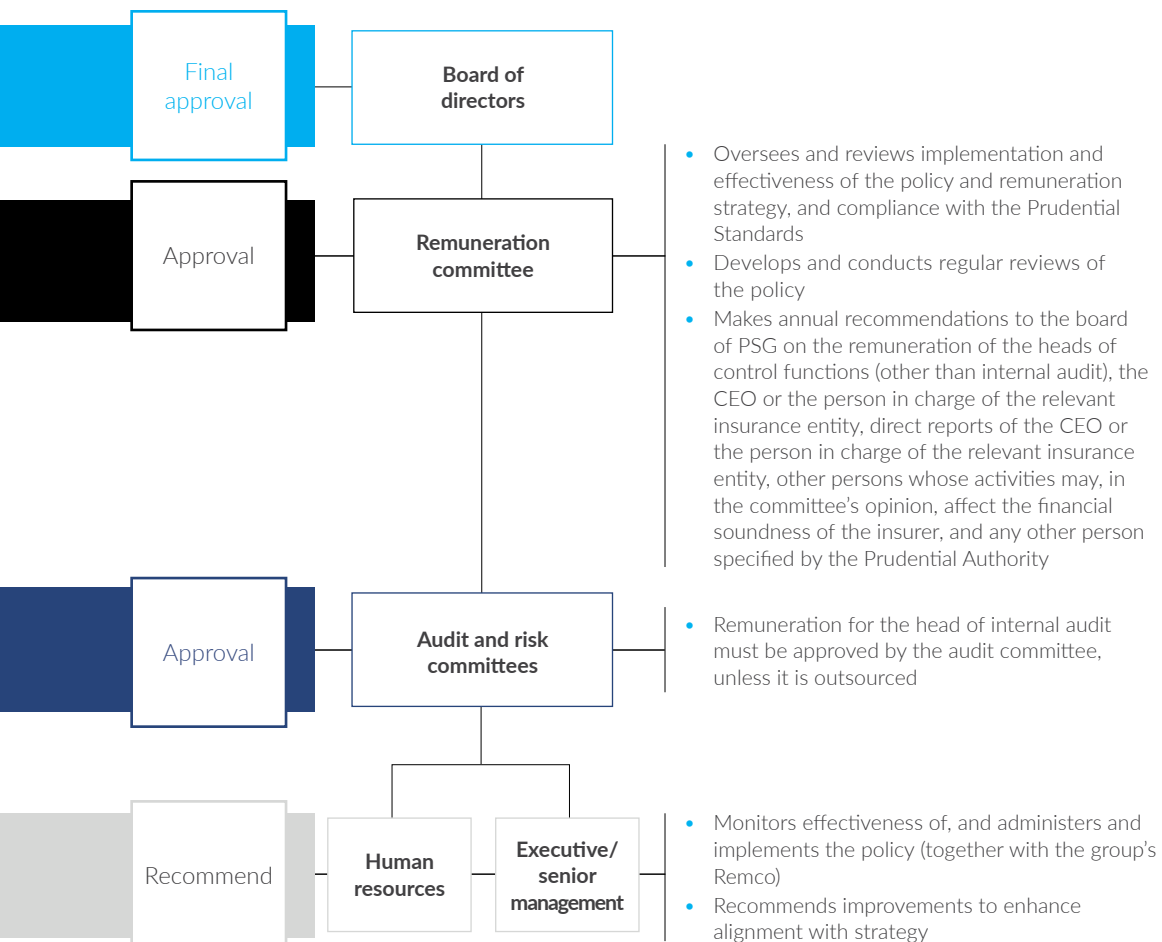 Final
approval
Board of
directors
Approval
Remuneration
committee
• Oversees and reviews implementation and
effectiveness of the policy and remuneration
strategy, and compliance with the Prudential
Standards
• Develops and conducts regular reviews of
the policy
• Makes annual recommendations to the board
of PSG on the remuneration of the heads of
control functions (other than internal audit), the
CEO or the person in charge of the relevant
insurance entity, direct reports of the CEO or
the person in charge of the relevant insurance
entity, other persons whose activities may, in
the committee's opinion, affect the financial
soundness of the insurer, and any other person
specified by the Prudential Authority
Approval
Audit and risk
committees
• Remuneration for the head of internal audit
must be approved by the audit committee,
unless it is outsourced
Recommend
Human
resources
Executive/
senior
management
• Monitors effectiveness of, and administers and
implements the policy (together with the group's
Remco)
• Recommends improvements to enhance
alignment with strategy